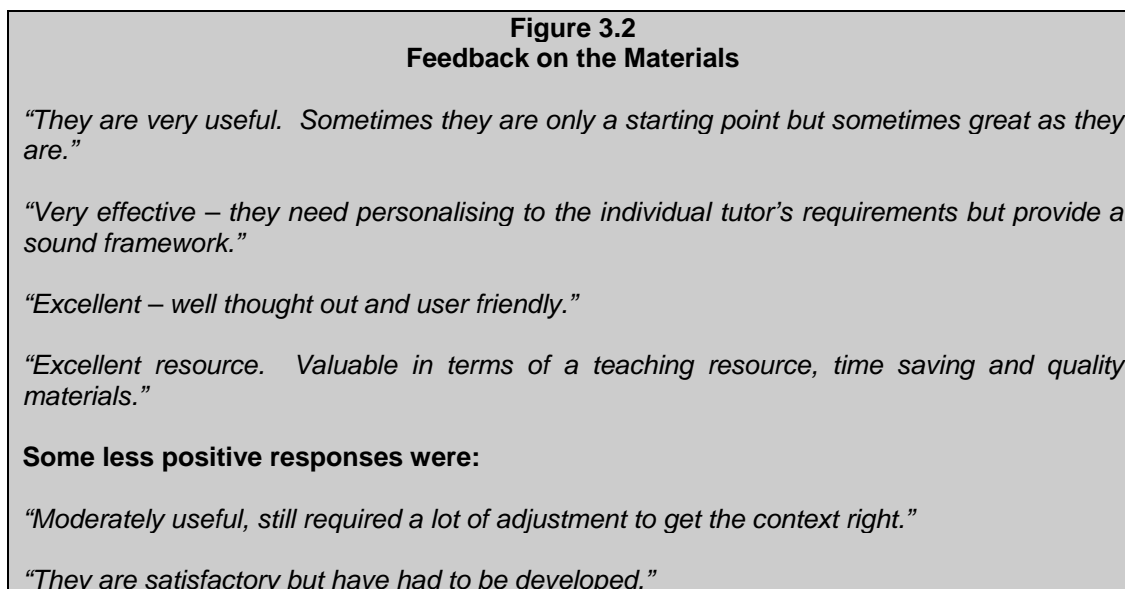 Figure 3.2
Feedback on the Materials
“They are very useful. Sometimes they are only a starting point but sometimes great as they
are.”
“Very effective – they need personalising to the individual tutor’s requirements but provide a
sound framework.”
“Excellent – well thought out and user friendly.”
“Excellent resource. Valuable in terms of a teaching resource, time saving and quality
materials.”
Some less positive responses were:
“Moderately useful, still required a lot of adjustment to get the context right.”
“They are satisfactory but have had to be developed.”